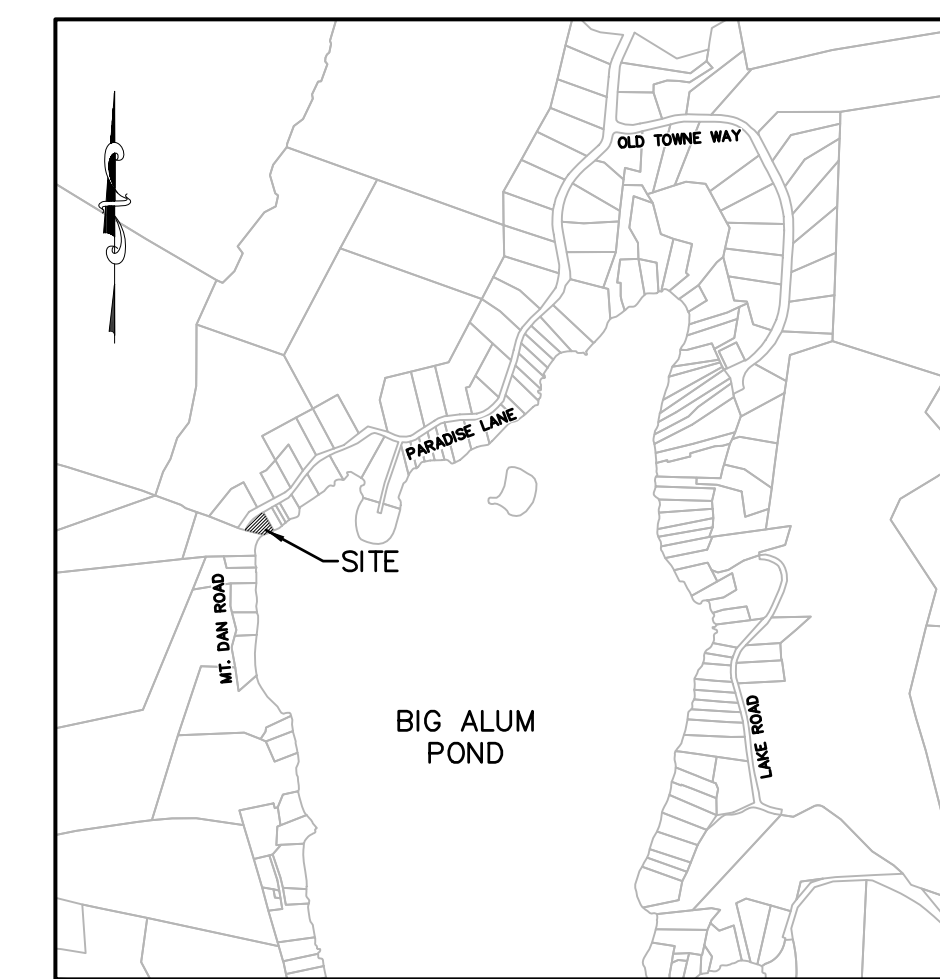 OLD TOWNE WAY
PARADISE LANE
SITE
MT. DAN ROAD
BIG ALUM
POND
LAKE ROAD